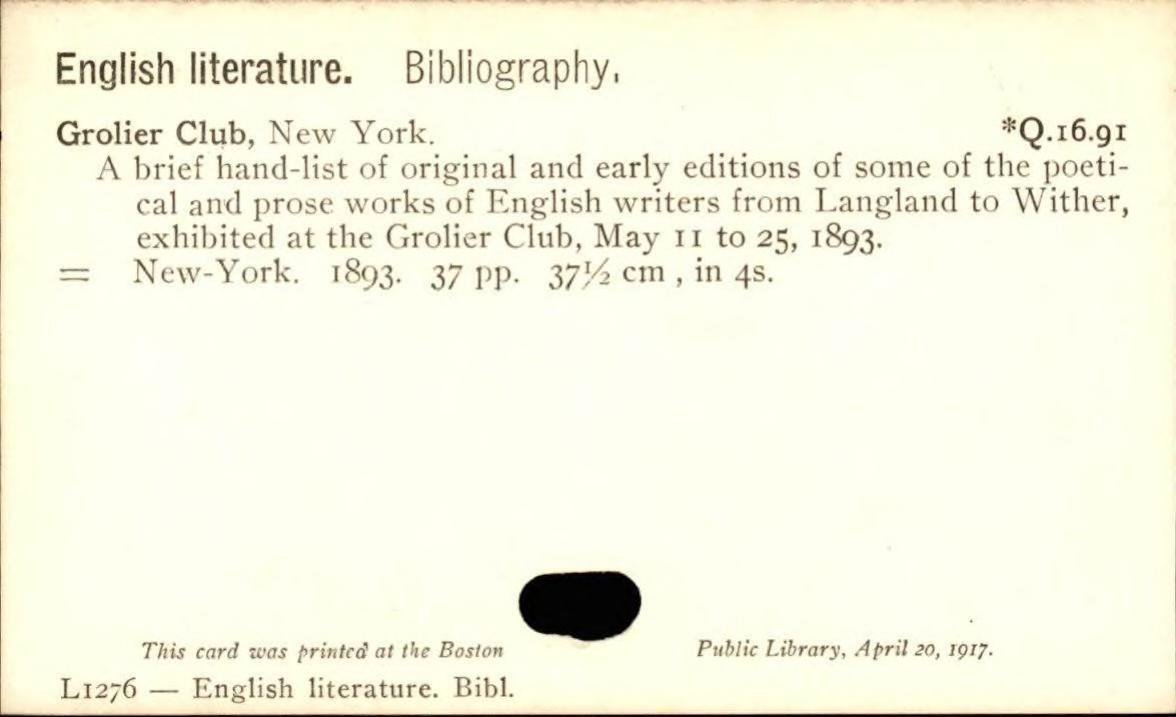 English literature. Bibliography.
Grolier Club, New York. *Q.16.91
A brief hand-list of original and early editions of some of the poeti-
cal and prose works of English writers from Langland to Wither,
exhibited at the Grolier Club, May 11 to 25, 1893.
= New-York. 1893. 37 pp. 37½ cm , in 4s.
This card was printed at the Boston Public Library, April 20, 1917.
L1276 — English literature. Bibl.